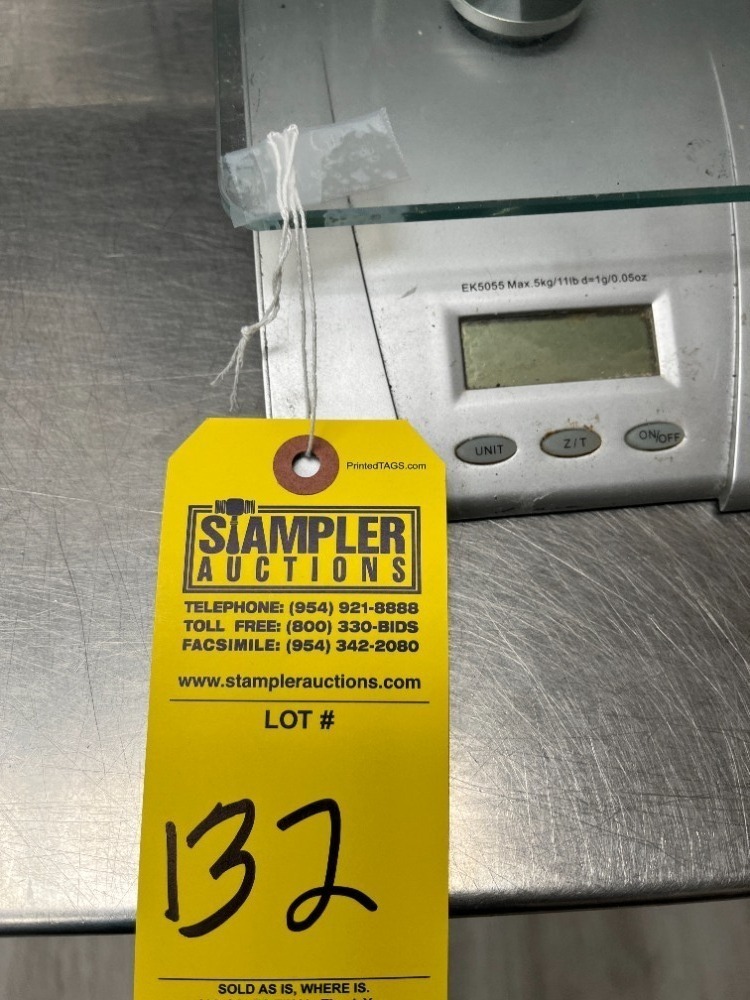 EK5055 Max.5kg/11lb d=1g/0.05oz
UNIT
Z/T
ON/OFF
PrintedTAGS.com
STAMPLER
AUCTIONS
TELEPHONE: (954) 921-8888
TOLL FREE: (800) 330-BIDS
FACSIMILE: (954) 342-2080
www.stamplerauctions.com
LOT #
132
SOLD AS IS, WHERE IS.